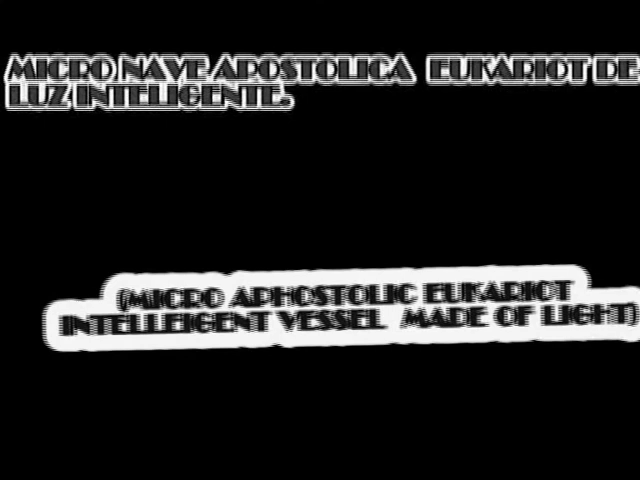 MICRO NAVE APOSTOLICA EUKARIOT DE
LUZ INTELIGENTE.
(MICRO APHOSTOLIC EUKARIOT
INTELLEIGENT VESSEL MADE OF LIGHT)